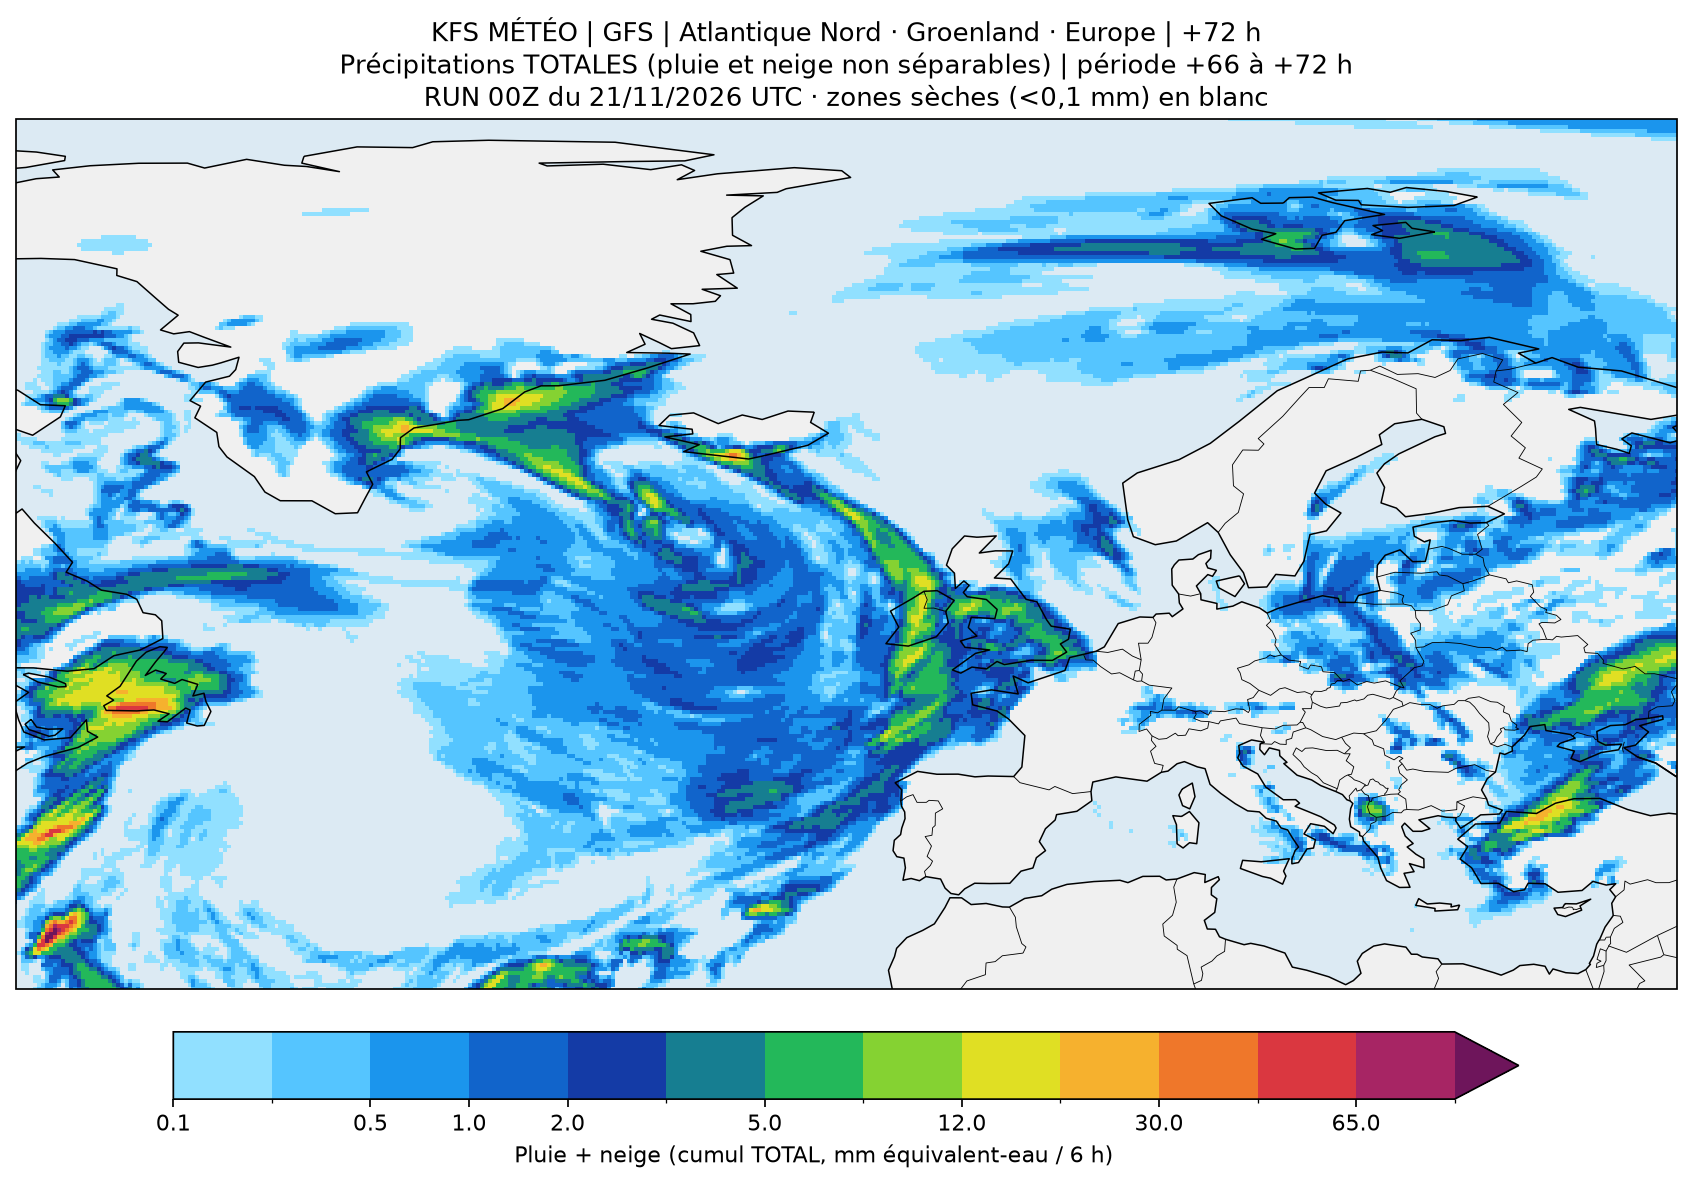 KFS MÉTÉO | GFS | Atlantique Nord · Groenland · Europe | +72 h
Précipitations TOTALES (pluie et neige non séparables) | période +66 à +72 h
RUN 00Z du 21/11/2026 UTC · zones sèches (<0,1 mm) en blanc
0.1 0.5 1.0 2.0 5.0 12.0 30.0 65.0
Pluie + neige (cumul TOTAL, mm équivalent-eau / 6 h)